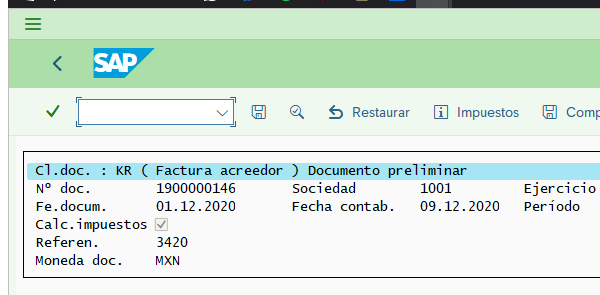 SAP
Restaurar Impuestos Comp
Cl.doc. : KR ( Factura acreedor ) Documento preliminar
Nº doc. 1900000146 Sociedad 1001 Ejercicio
Fe.docum. 01.12.2020 Fecha contab. 09.12.2020 Período
Calc.impuestos
Referen. 3420
Moneda doc. MXN